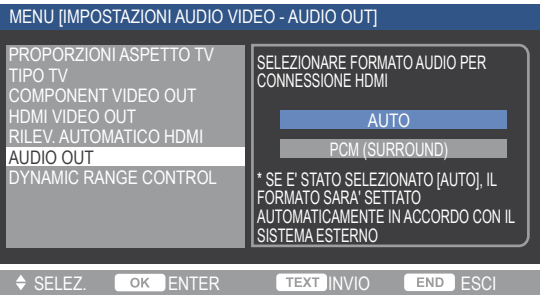 MENU [IMPOSTAZIONI AUDIO VIDEO - AUDIO OUT]
PROPORZIONI ASPETTO TV
TIPO TV
COMPONENT VIDEO OUT
HDMI VIDEO OUT
RILEV. AUTOMATICO HDMI
AUDIO OUT
DYNAMIC RANGE CONTROL
SELEZIONARE FORMATO AUDIO PER
CONNESSIONE HDMI
AUTO
PCM (SURROUND)
* SE E' STATO SELEZIONATO [AUTO], IL
FORMATO SARA' SETTATO
AUTOMATICAMENTE IN ACCORDO CON IL
SISTEMA ESTERNO
SELEZ. OK ENTER TEXT INVIO END ESCI